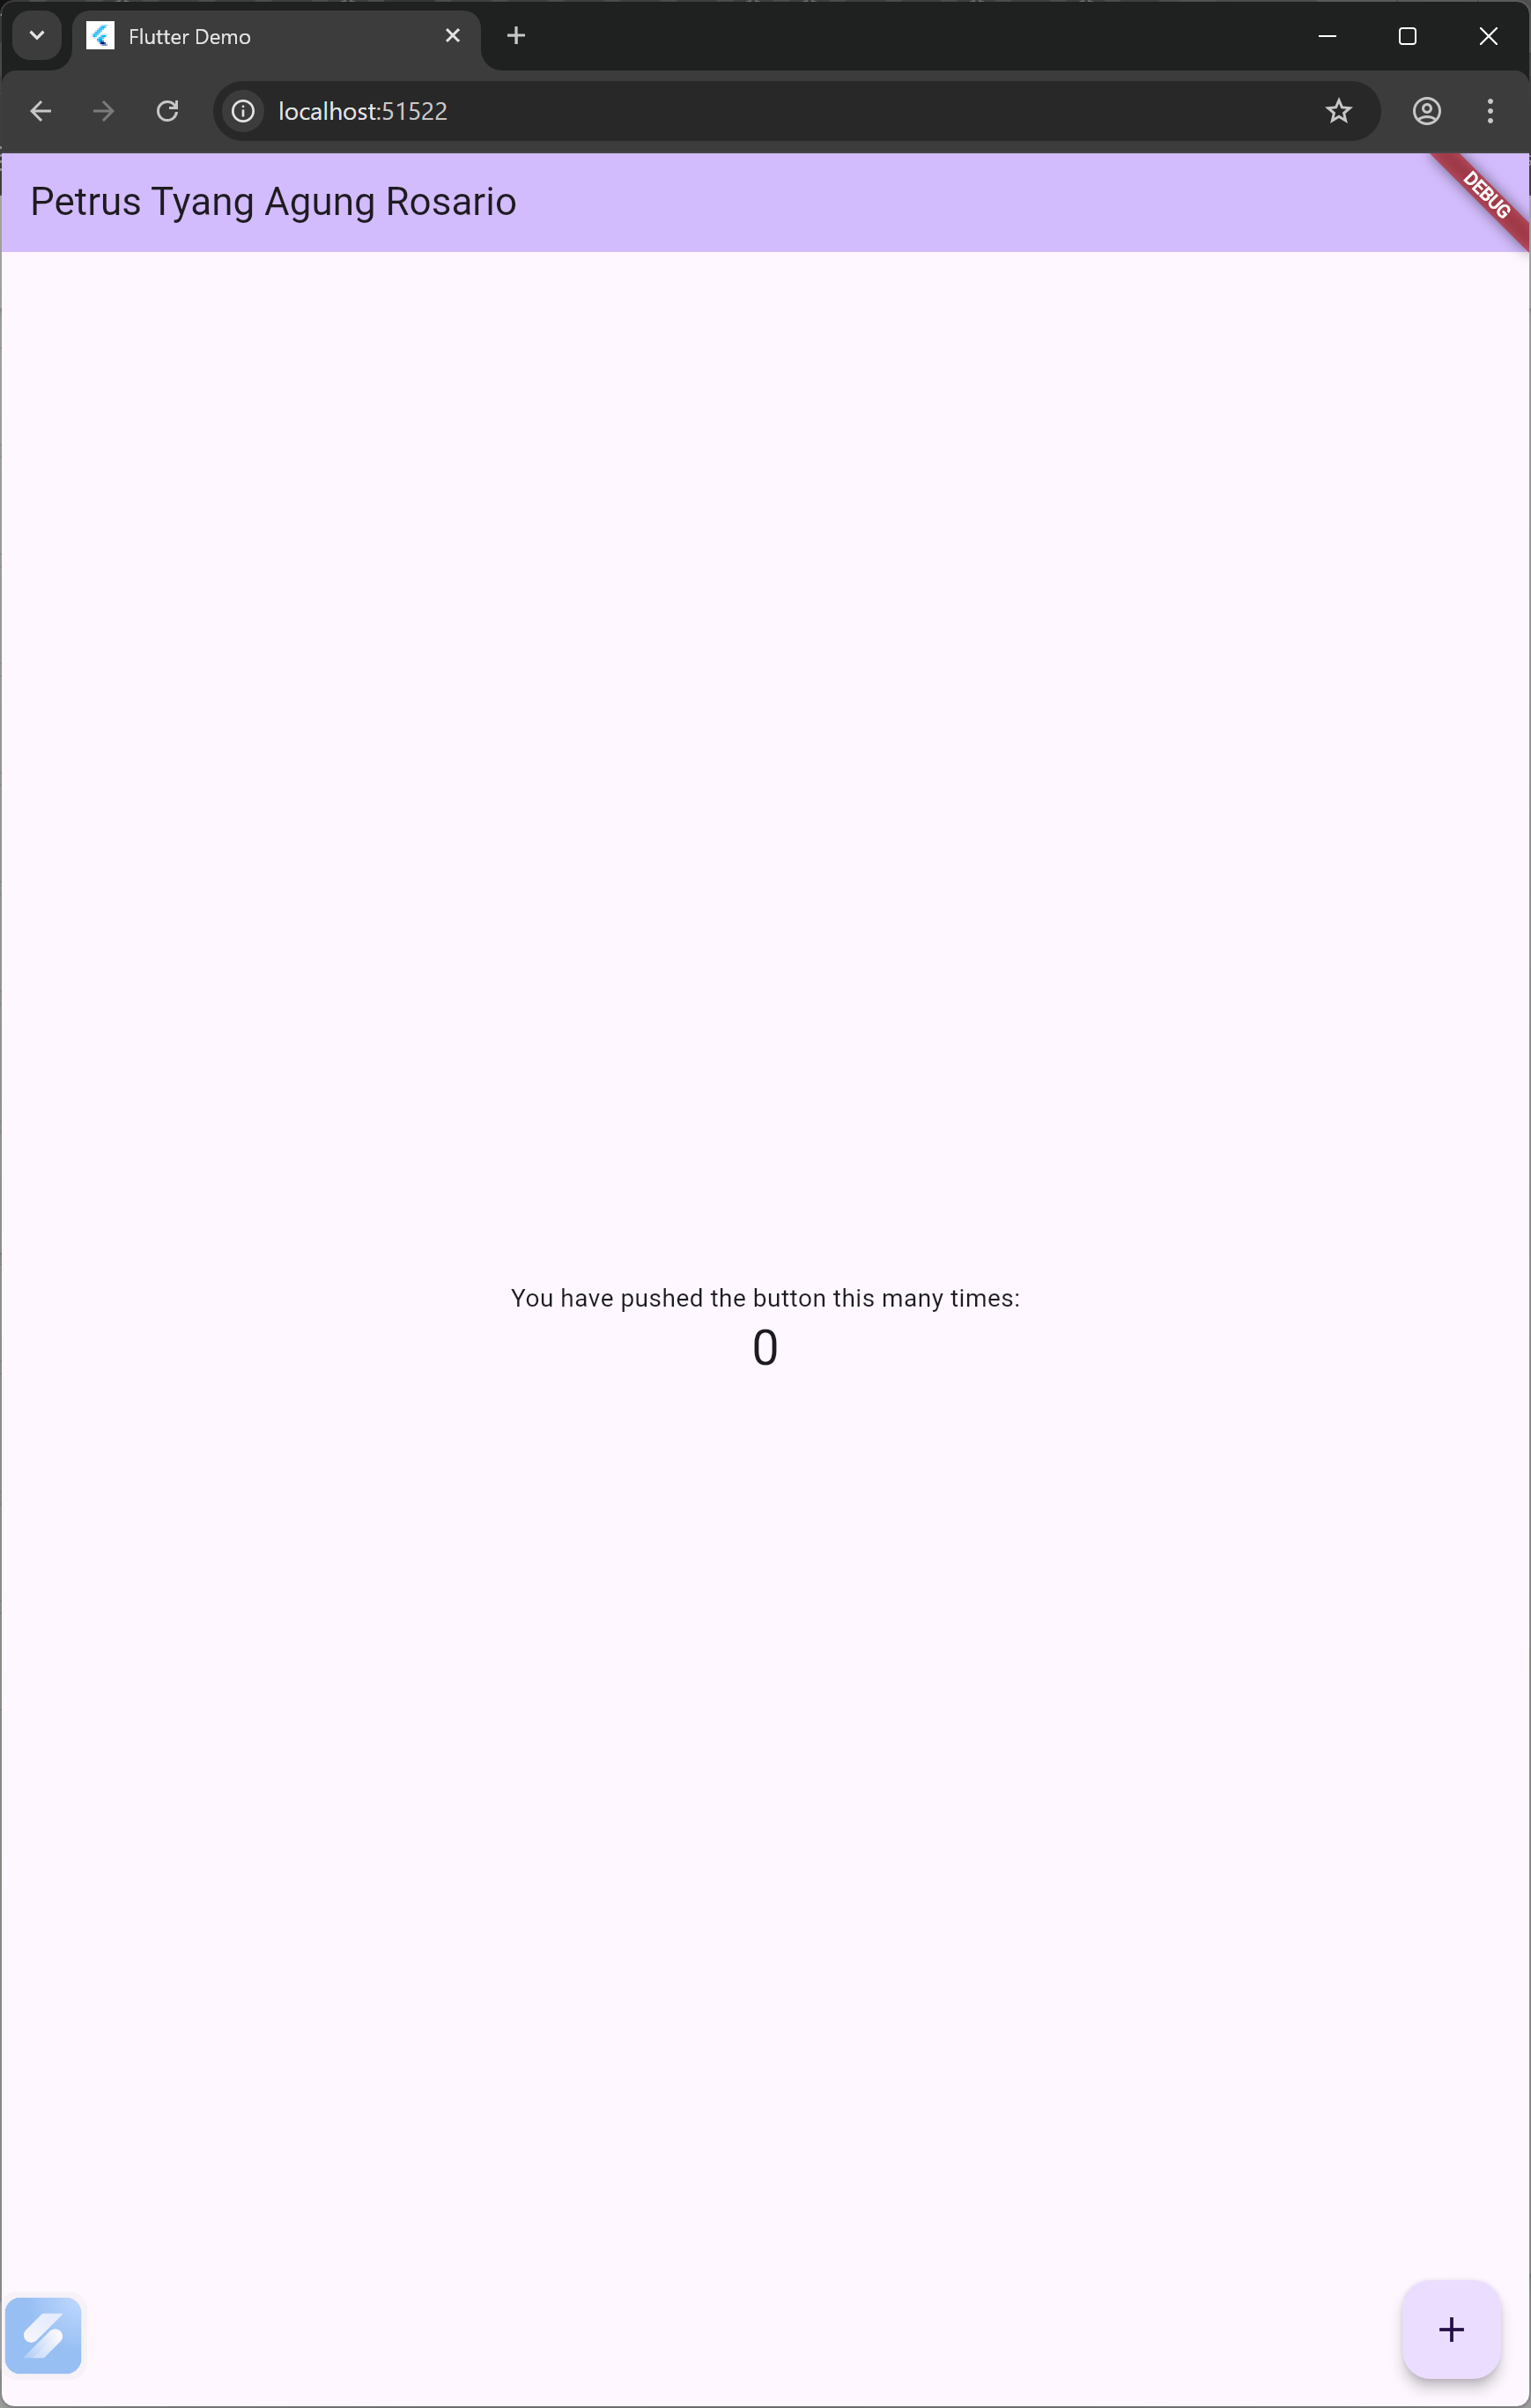 Flutter Demo
localhost:51522
Petrus Tyang Agung Rosario
DEBUG
You have pushed the button this many times:
0